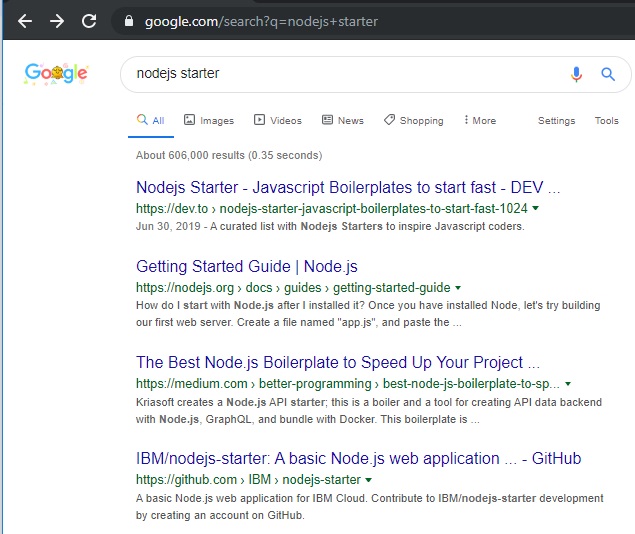 google.com/search?q=nodejs+starter
Google
nodejs starter
All Images Videos News Shopping More Settings Tools
About 606,000 results (0.35 seconds)
Nodejs Starter - Javascript Boilerplates to start fast - DEV ...
https://dev.to › nodejs-starter-javascript-boilerplates-to-start-fast-1024
Jun 30, 2019 - A curated list with Nodejs Starters to inspire Javascript coders.
Getting Started Guide | Node.js
https://nodejs.org › docs › guides › getting-started-guide
How do I start with Node.js after I installed it? Once you have installed Node, let's try building
our first web server. Create a file named "app.js", and paste the ...
The Best Node.js Boilerplate to Speed Up Your Project ...
https://medium.com › better-programming › best-node-js-boilerplate-to-sp...
Kriasoft creates a Node.js API starter; this is a boiler and a tool for creating API data backend
with Node.js, GraphQL, and bundle with Docker. This boilerplate is ...
IBM/nodejs-starter: A basic Node.js web application ... - GitHub
https://github.com › IBM › nodejs-starter
A basic Node.js web application for IBM Cloud. Contribute to IBM/nodejs-starter development
by creating an account on GitHub.